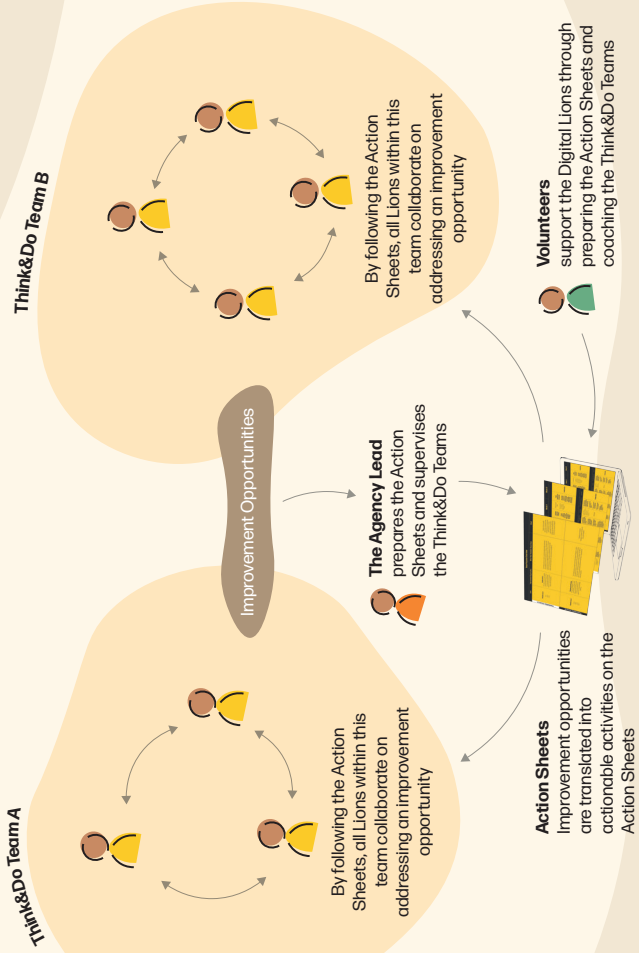 Think&Do Team A
Think&Do Team B
By following the Action
Sheets, all Lions within this
team collaborate on
addressing an improvement
opportunity
Improvement Opportunities
By following the Action
Sheets, all Lions within this
team collaborate on
addressing an improvement
opportunity
The Agency Lead
prepares the Action
Sheets and supervises
the Think&Do Teams
Action Sheets
Improvement opportunities
are translated into
actionable activities on the
Action Sheets
Volunteers
support the Digital Lions through
preparing the Action Sheets and
coaching the Think&Do Teams